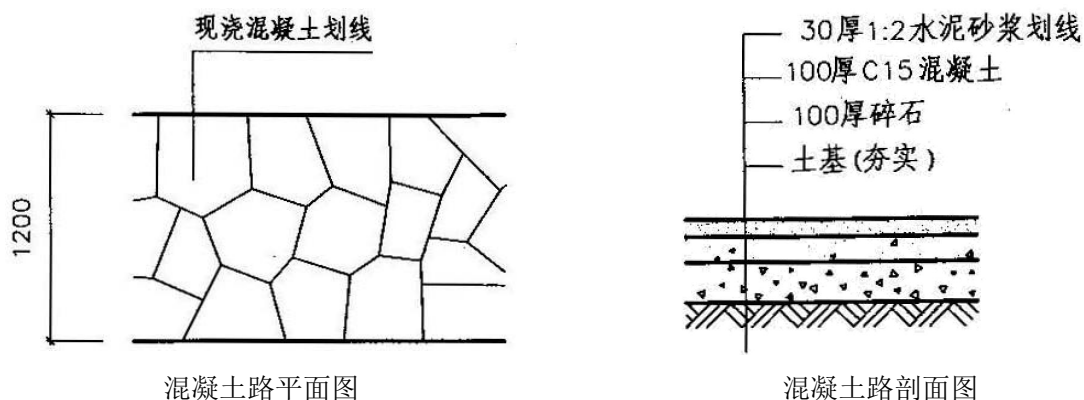 现浇混凝土划线
1200
混凝土路平面图
30厚1:2水泥砂浆划线
100厚C15混凝土
100厚碎石
土基(夯实)
混凝土路剖面图